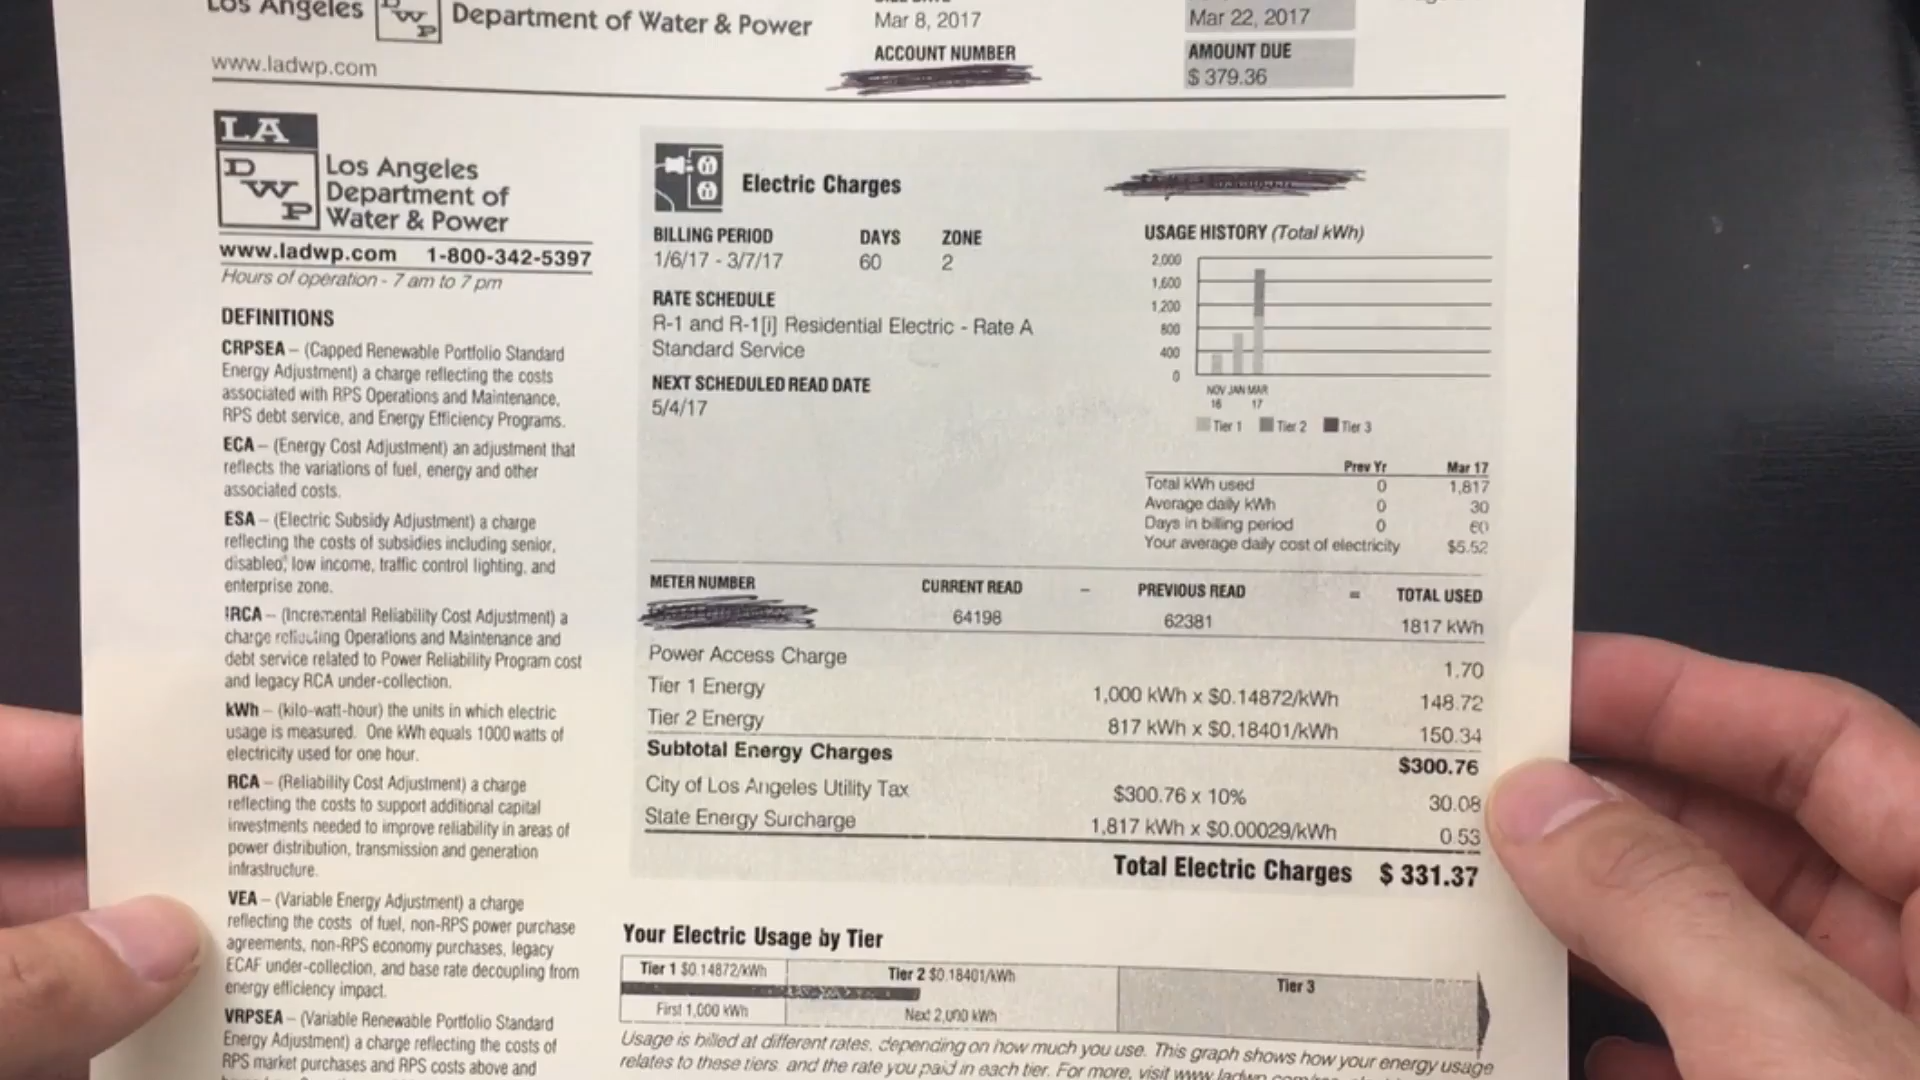 Los Angeles
DWP
Department of Water & Power
Mar 8, 2017
Mar 22, 2017
ACCOUNT NUMBER
AMOUNT DUE
$ 379.36
www.ladwp.com
LA
DWP
Los Angeles
Department of
Water & Power
www.ladwp.com 1-800-342-5397
Hours of operation - 7 am to 7 pm
DEFINITIONS
CRPSEA – (Capped Renewable Portfolio Standard
Energy Adjustment) a charge reflecting the costs
associated with RPS Operations and Maintenance,
RPS debt service, and Energy Efficiency Programs.
ECA – (Energy Cost Adjustment) an adjustment that
reflects the variations of fuel, energy and other
associated costs.
ESA – (Electric Subsidy Adjustment) a charge
reflecting the costs of subsidies including senior,
disabled, low income, traffic control lighting, and
enterprise zone.
IRCA – (Incremental Reliability Cost Adjustment) a
charge reflecting Operations and Maintenance and
debt service related to Power Reliability Program cost
and legacy RCA under-collection.
kWh – (kilo-watt-hour) the units in which electric
usage is measured. One kWh equals 1000 watts of
electricity used for one hour.
RCA – (Reliability Cost Adjustment) a charge
reflecting the costs to support additional capital
investments needed to improve reliability in areas of
power distribution, transmission and generation
infrastructure.
VEA – (Variable Energy Adjustment) a charge
reflecting the costs of fuel, non-RPS power purchase
agreements, non-RPS economy purchases, legacy
ECAF under-collection, and base rate decoupling from
energy efficiency impact.
VRPSEA – (Variable Renewable Portfolio Standard
Energy Adjustment) a charge reflecting the costs of
RPS market purchases and RPS costs above and
Electric Charges
BILLING PERIOD DAYS ZONE
1/6/17 - 3/7/17 60 2
RATE SCHEDULE
R-1 and R-1[i] Residential Electric - Rate A
Standard Service
NEXT SCHEDULED READ DATE
5/4/17
USAGE HISTORY (Total kWh)
2,000
1,600
1,200
800
400
0
NOV JAN MAR
16 17
Tier 1 Tier 2 Tier 3
Prev Yr Mar 17
Total kWh used 0 1,817
Average daily kWh 0 30
Days in billing period 0 60
Your average daily cost of electricity $5.52
METER NUMBER CURRENT READ – PREVIOUS READ = TOTAL USED
64198 62381 1817 kWh
Power Access Charge 1.70
Tier 1 Energy 1,000 kWh x $0.14872/kWh 148.72
Tier 2 Energy 817 kWh x $0.18401/kWh 150.34
Subtotal Energy Charges $300.76
City of Los Angeles Utility Tax $300.76 x 10% 30.08
State Energy Surcharge 1,817 kWh x $0.00029/kWh 0.53
Total Electric Charges $ 331.37
Your Electric Usage by Tier
Tier 1 $0.14872/kWh Tier 2 $0.18401/kWh Tier 3
First 1,000 kWh Next 2,000 kWh
Usage is billed at different rates, depending on how much you use. This graph shows how your energy usage
relates to these tiers and the rate you paid in each tier. For more, visit